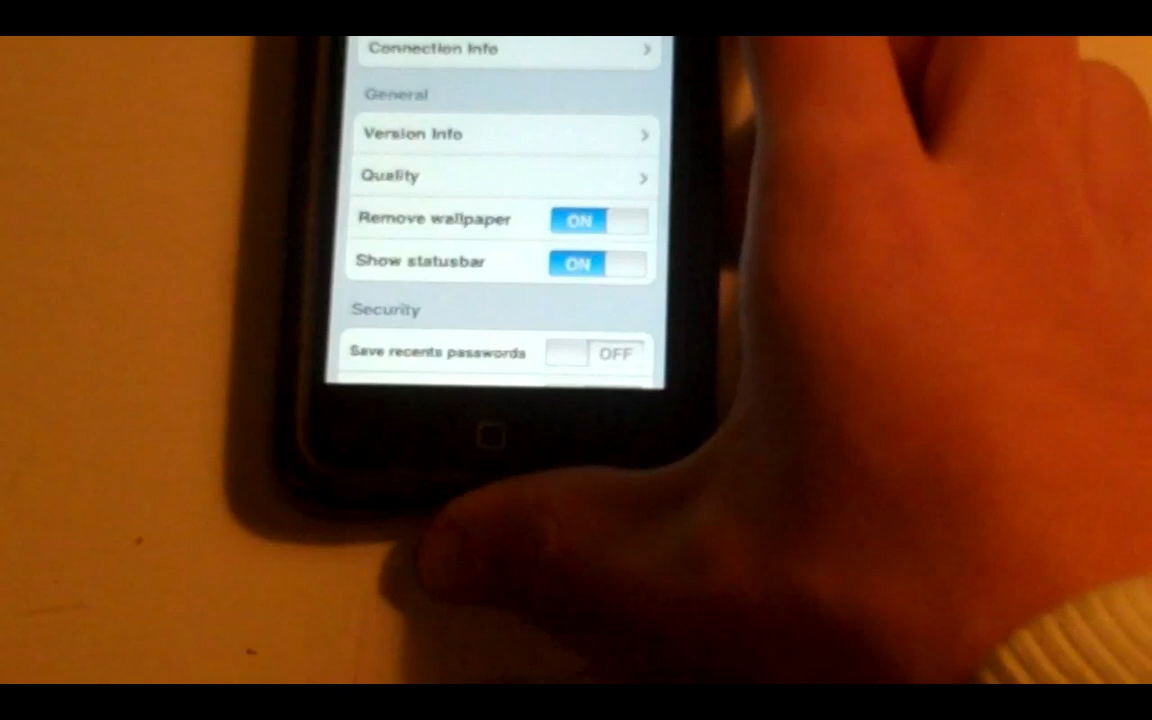 Connection Info
General
Version Info
Quality
Remove wallpaper ON
Show statusbar ON
Security
Save recents passwords OFF